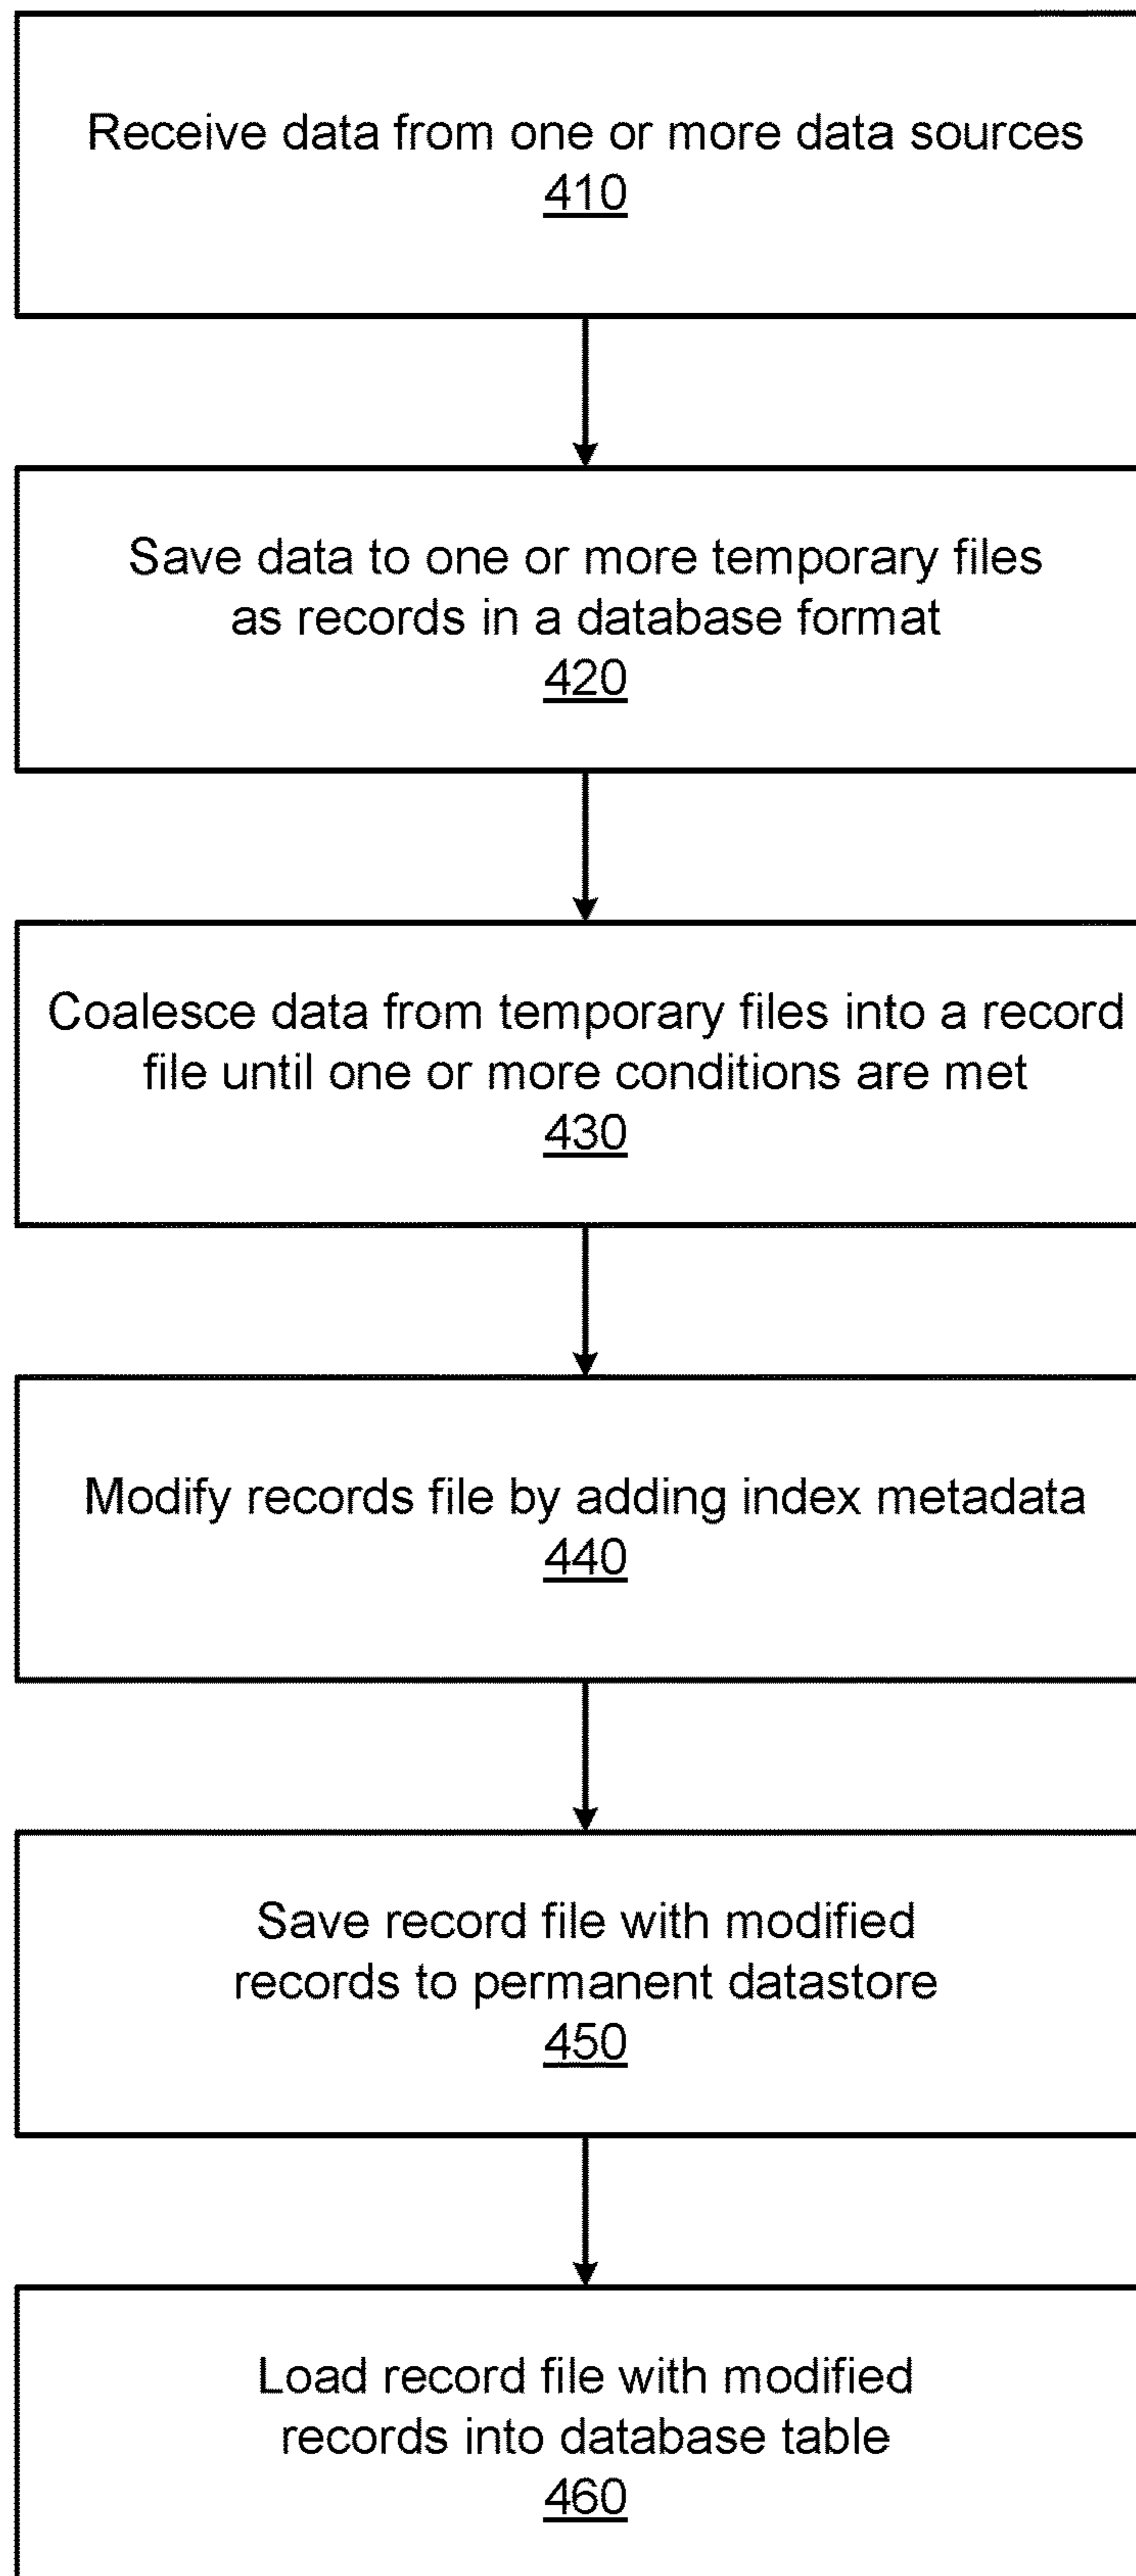 Receive data from one or more data sources
410
Save data to one or more temporary files
as records in a database format
420
Coalesce data from temporary files into a record
file until one or more conditions are met
430
Modify records file by adding index metadata
440
Save record file with modified
records to permanent datastore
450
Load record file with modified
records into database table
460